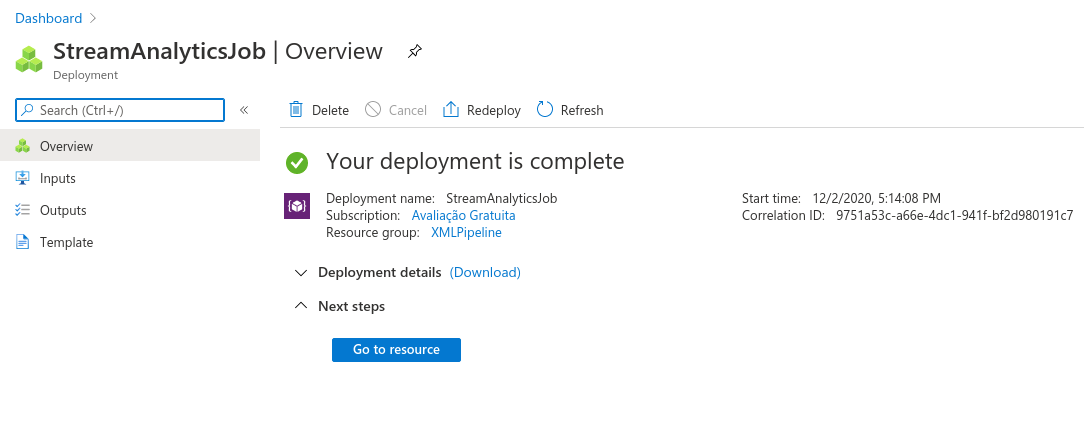 Dashboard
StreamAnalyticsJob | Overview
Deployment
Search (Ctrl+/)
«
Delete
Cancel
Redeploy
Refresh
Overview
Inputs
Outputs
Template
Your deployment is complete
Deployment name: StreamAnalyticsJob
Subscription: Avaliação Gratuita
Resource group: XMLPipeline
Start time: 12/2/2020, 5:14:08 PM
Correlation ID: 9751a53c-a66e-4dc1-941f-bf2d980191c7
Deployment details (Download)
Next steps
Go to resource